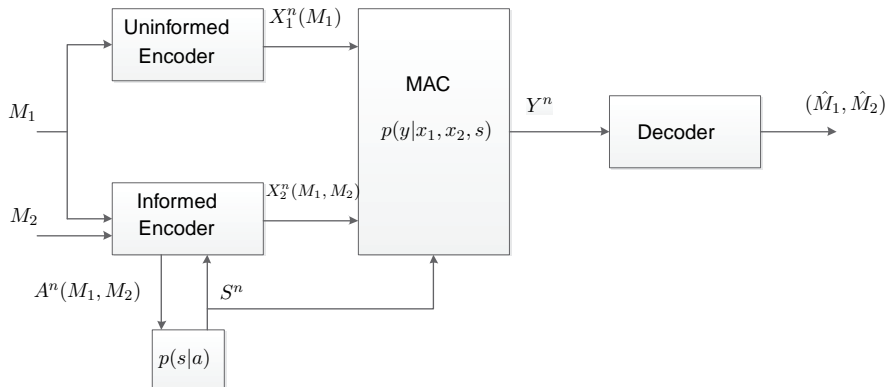 Uninformed
Encoder
X_1^n(M_1)
MAC
p(y|x_1, x_2, s)
M_1
Y^n
Decoder
(\hat{M}_1, \hat{M}_2)
M_2
Informed
Encoder
X_2^n(M_1, M_2)
A^n(M_1, M_2)
S^n
p(s|a)